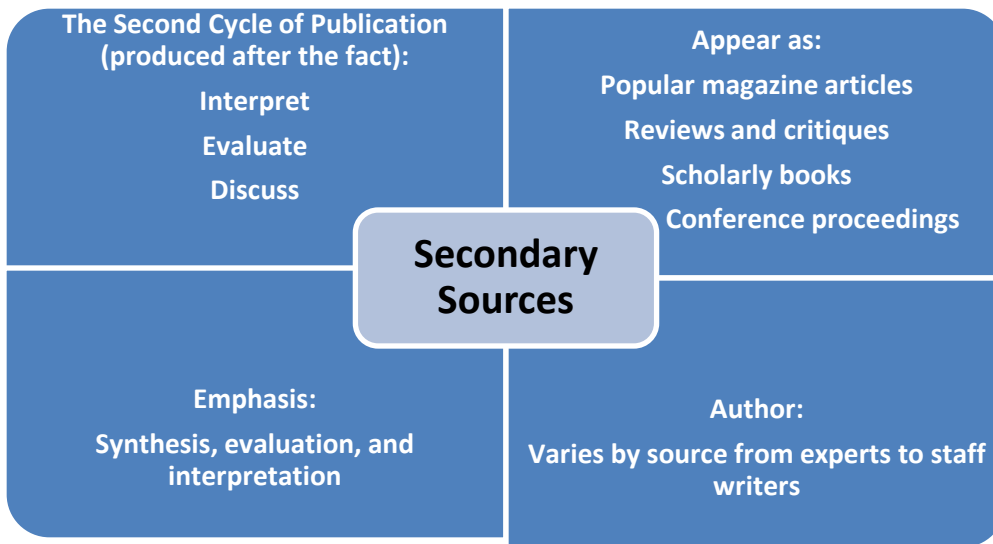 The Second Cycle of Publication
(produced after the fact):
Interpret
Evaluate
Discuss
Appear as:
Popular magazine articles
Reviews and critiques
Scholarly books
Conference proceedings
Secondary
Sources
Emphasis:
Synthesis, evaluation, and
interpretation
Author:
Varies by source from experts to staff
writers